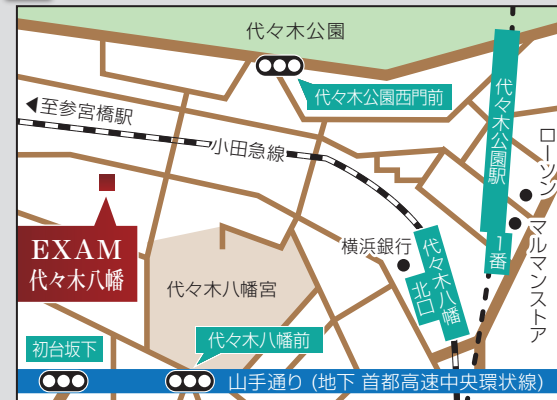 代々木公園
代々木公園西門前
代々木公園駅
1番
ローソン
マルマンストア
至参宮橋駅
小田急線
EXAM
代々木八幡
代々木八幡宮
横浜銀行
代々木八幡
北口
初台坂下
代々木八幡前
山手通り (地下 首都高速中央環状線)